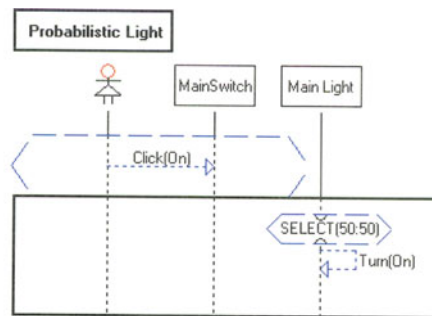 Probabilistic Light
MainSwitch
Main Light
Click(On)
SELECT(50:50)
Turn(On)